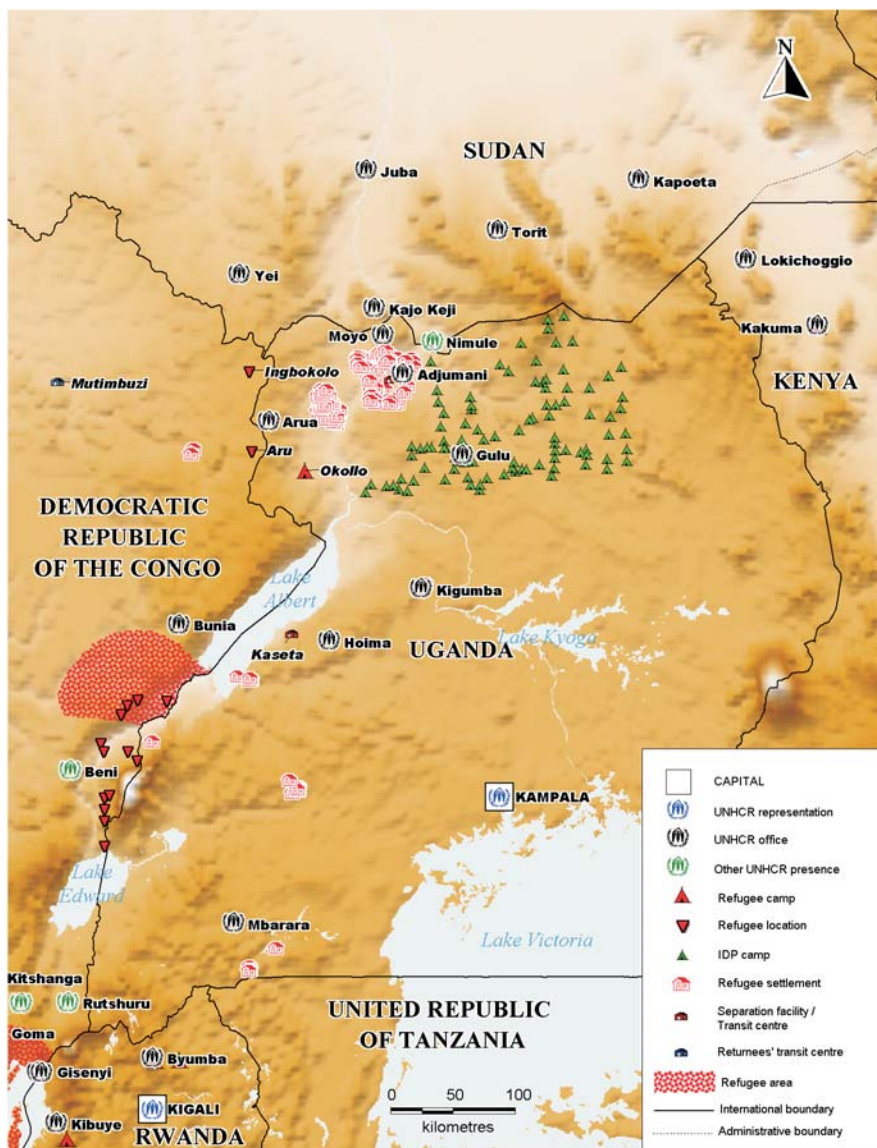 N
SUDAN
Juba
Kapoeta
Torit
Lokichoggio
Yei
Kajo Keji
Moyo
Nimule
Kakuma
KENYA
Ingbokolo
Mutimbuzi
Adjumani
Arua
Aru
Gulu
Okollo
DEMOCRATIC
REPUBLIC
OF THE CONGO
Lake
Albert
Kigumba
Bunia
Hoima
Kaseta
UGANDA
Lake Kyoga
Beni
KAMPALA
Lake
Edward
Mbarara
Lake Victoria
Kitshanga
Rutshuru
UNITED REPUBLIC
OF TANZANIA
Goma
Byumba
Gisenyi
KIGALI
Kibuye
RWANDA
0 50 100
kilometres
CAPITAL
UNHCR representation
UNHCR office
Other UNHCR presence
Refugee camp
Refugee location
IDP camp
Refugee settlement
Separation facility /
Transit centre
Returnees' transit centre
Refugee area
International boundary
Administrative boundary